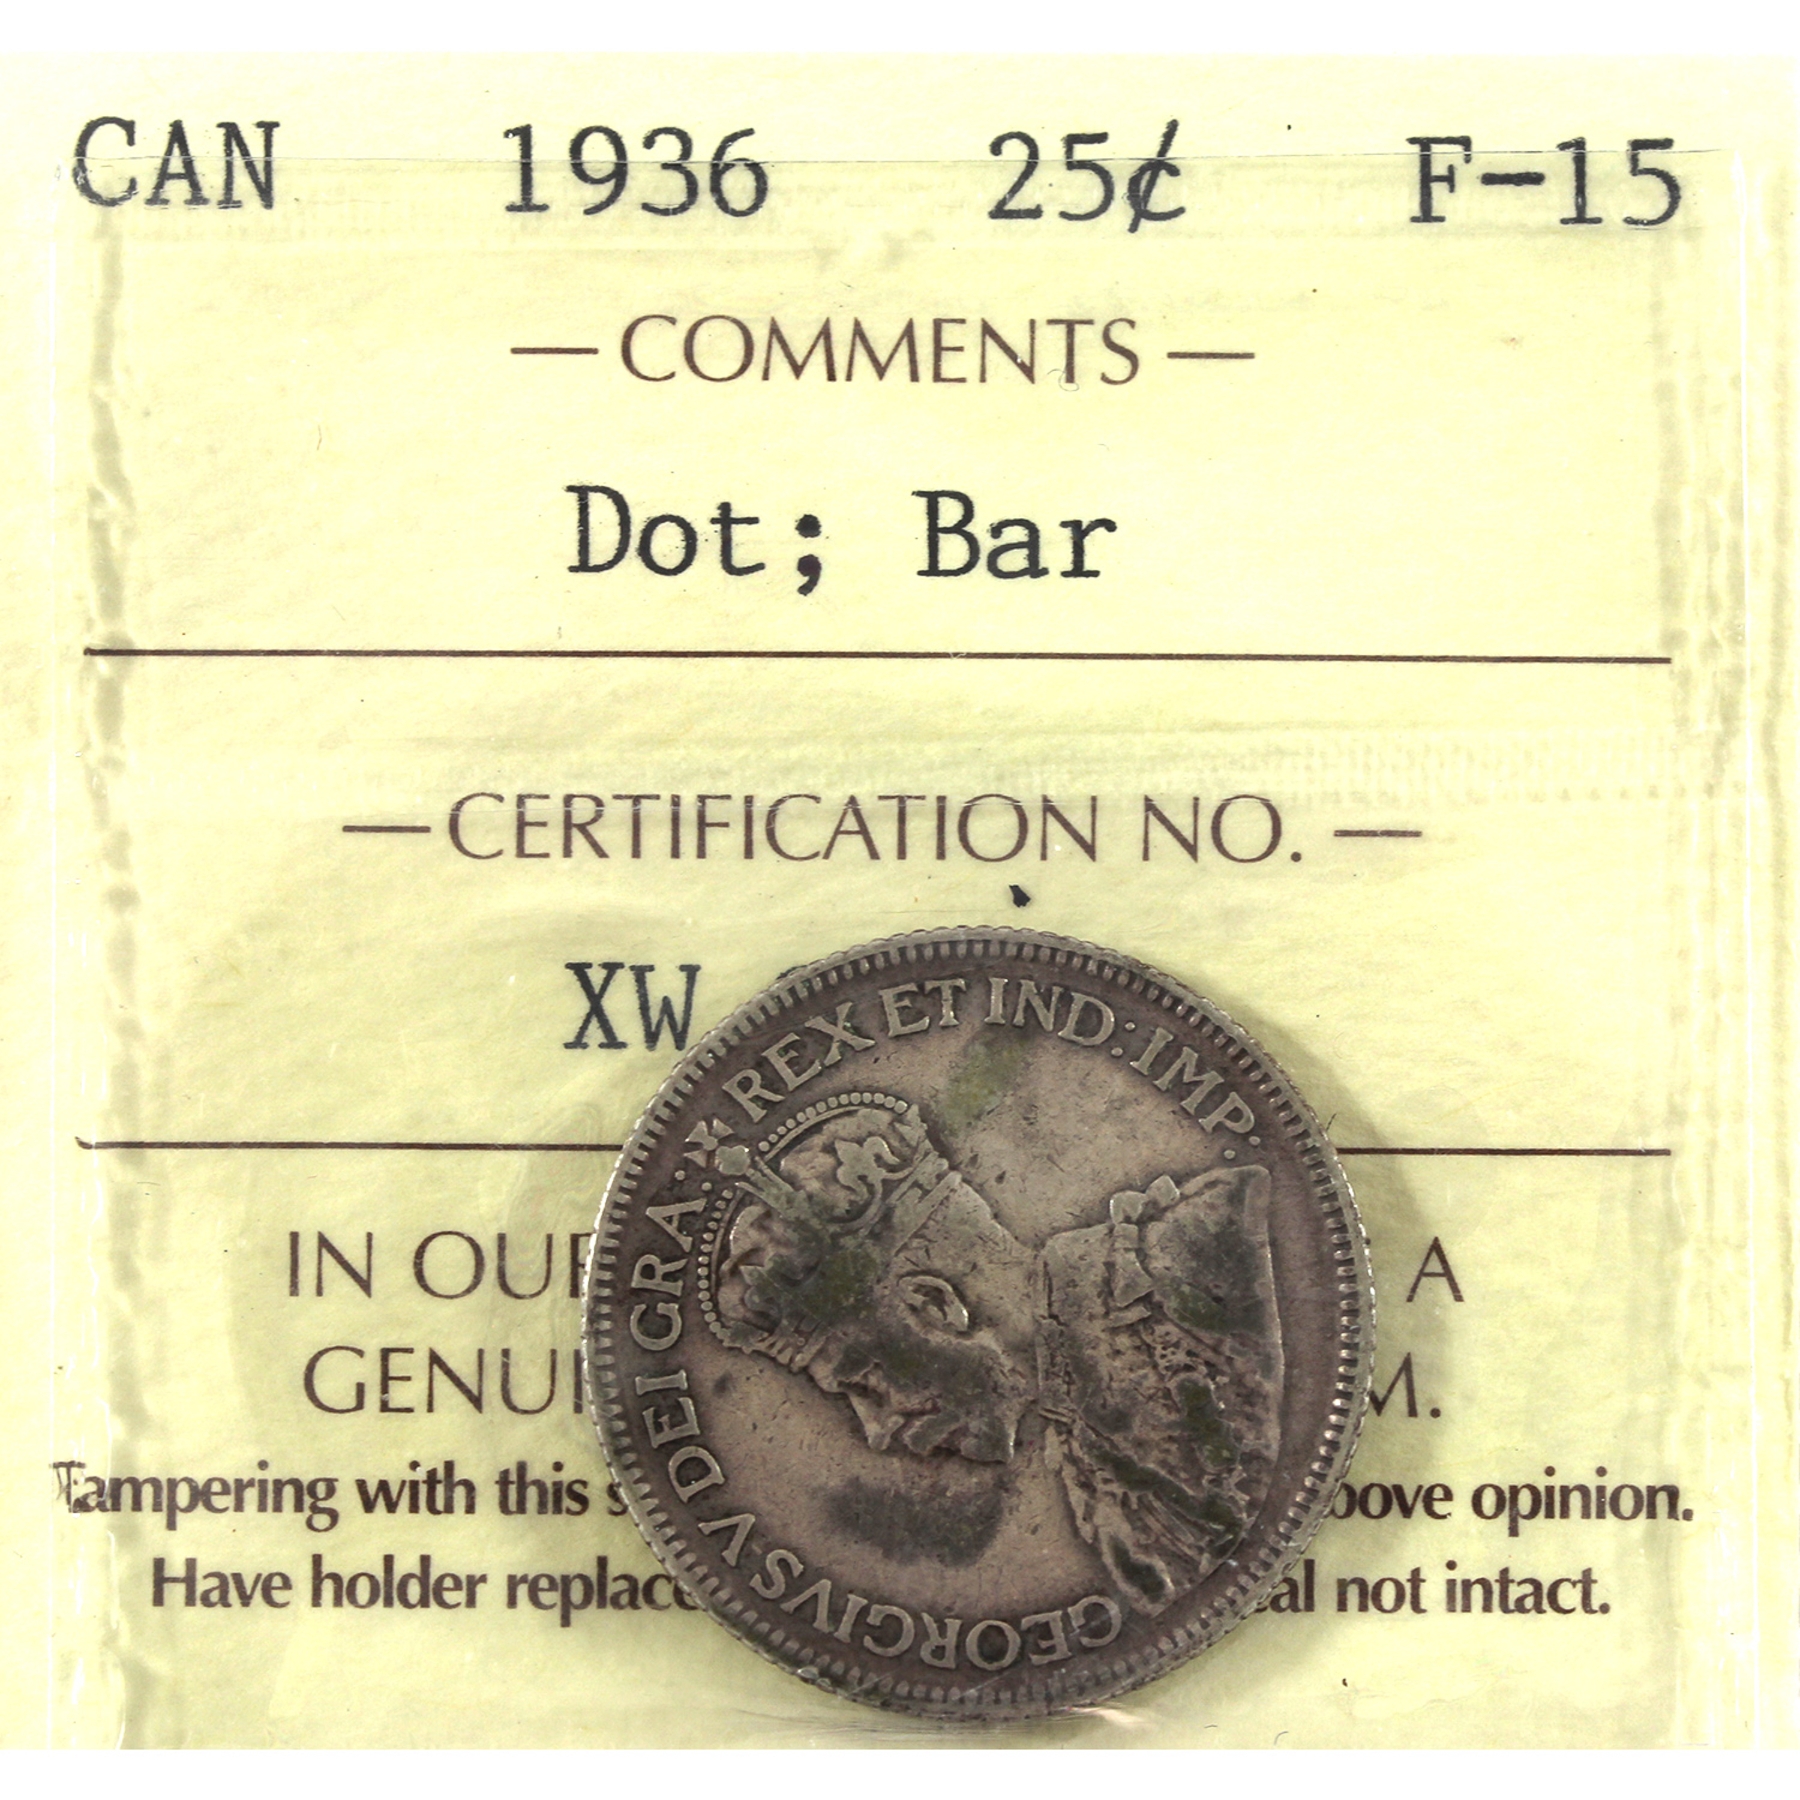 CAN 1936 25¢ F-15
— COMMENTS —
Dot; Bar
— CERTIFICATION NO. —
XW
IN OUR A
GENUI M.
Tampering with this s bove opinion.
Have holder replace al not intact.
GEORGIVS V DEI GRA: REX ET IND: IMP: